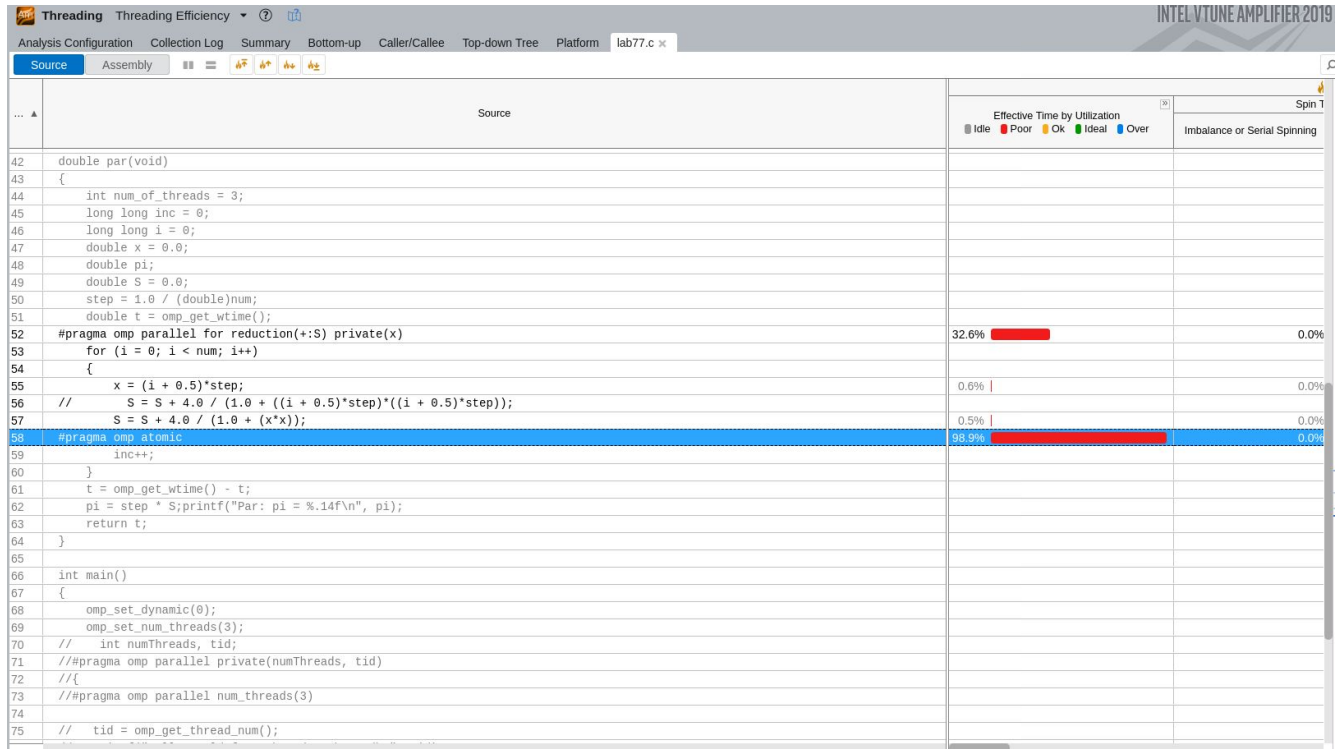 Threading Threading Efficiency
INTEL VTUNE AMPLIFIER 2019
Analysis Configuration Collection Log Summary Bottom-up Caller/Callee Top-down Tree Platform lab77.c
Source Assembly
... Source Effective Time by Utilization Spin T
Idle Poor Ok Ideal Over Imbalance or Serial Spinning
42 double par(void)
43 {
44 int num_of_threads = 3;
45 long long inc = 0;
46 long long i = 0;
47 double x = 0.0;
48 double pi;
49 double S = 0.0;
50 step = 1.0 / (double)num;
51 double t = omp_get_wtime();
52 #pragma omp parallel for reduction(+:S) private(x) 32.6% 0.0%
53 for (i = 0; i < num; i++)
54 {
55 x = (i + 0.5)*step; 0.6% 0.0%
56 // S = S + 4.0 / (1.0 + ((i + 0.5)*step)*((i + 0.5)*step));
57 S = S + 4.0 / (1.0 + (x*x)); 0.5% 0.0%
58 #pragma omp atomic 98.9% 0.0%
59 inc++;
60 }
61 t = omp_get_wtime() - t;
62 pi = step * S;printf("Par: pi = %.14f\n", pi);
63 return t;
64 }
65
66 int main()
67 {
68 omp_set_dynamic(0);
69 omp_set_num_threads(3);
70 // int numThreads, tid;
71 //#pragma omp parallel private(numThreads, tid)
72 //{
73 //#pragma omp parallel num_threads(3)
74
75 // tid = omp_get_thread_num();